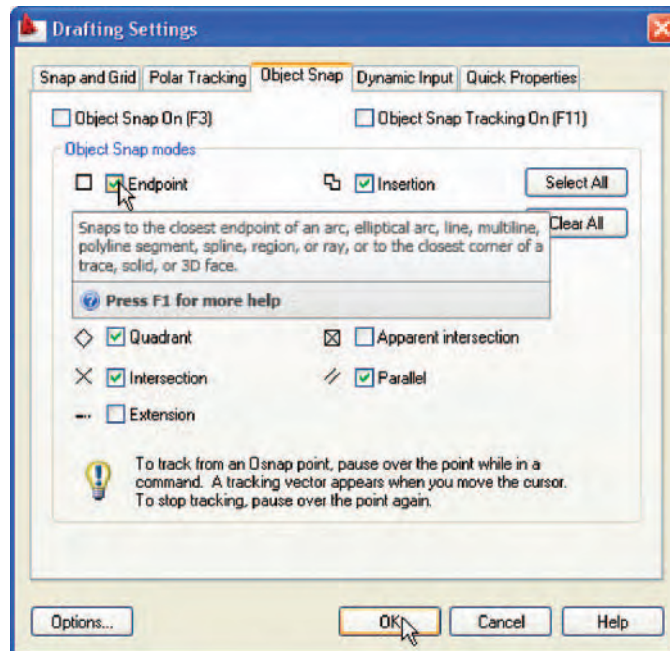 Drafting Settings
Snap and Grid Polar Tracking Object Snap Dynamic Input Quick Properties
Object Snap On (F3) Object Snap Tracking On (F11)
Object Snap modes
Endpoint Insertion Select All
Clear All
Snaps to the closest endpoint of an arc, elliptical arc, line, multiline,
polyline segment, spline, region, or ray, or to the closest corner of a
trace, solid, or 3D face.
Press F1 for more help
Quadrant Apparent intersection
Intersection Parallel
Extension
To track from an Osnap point, pause over the point while in a
command. A tracking vector appears when you move the cursor.
To stop tracking, pause over the point again.
Options... OK Cancel Help